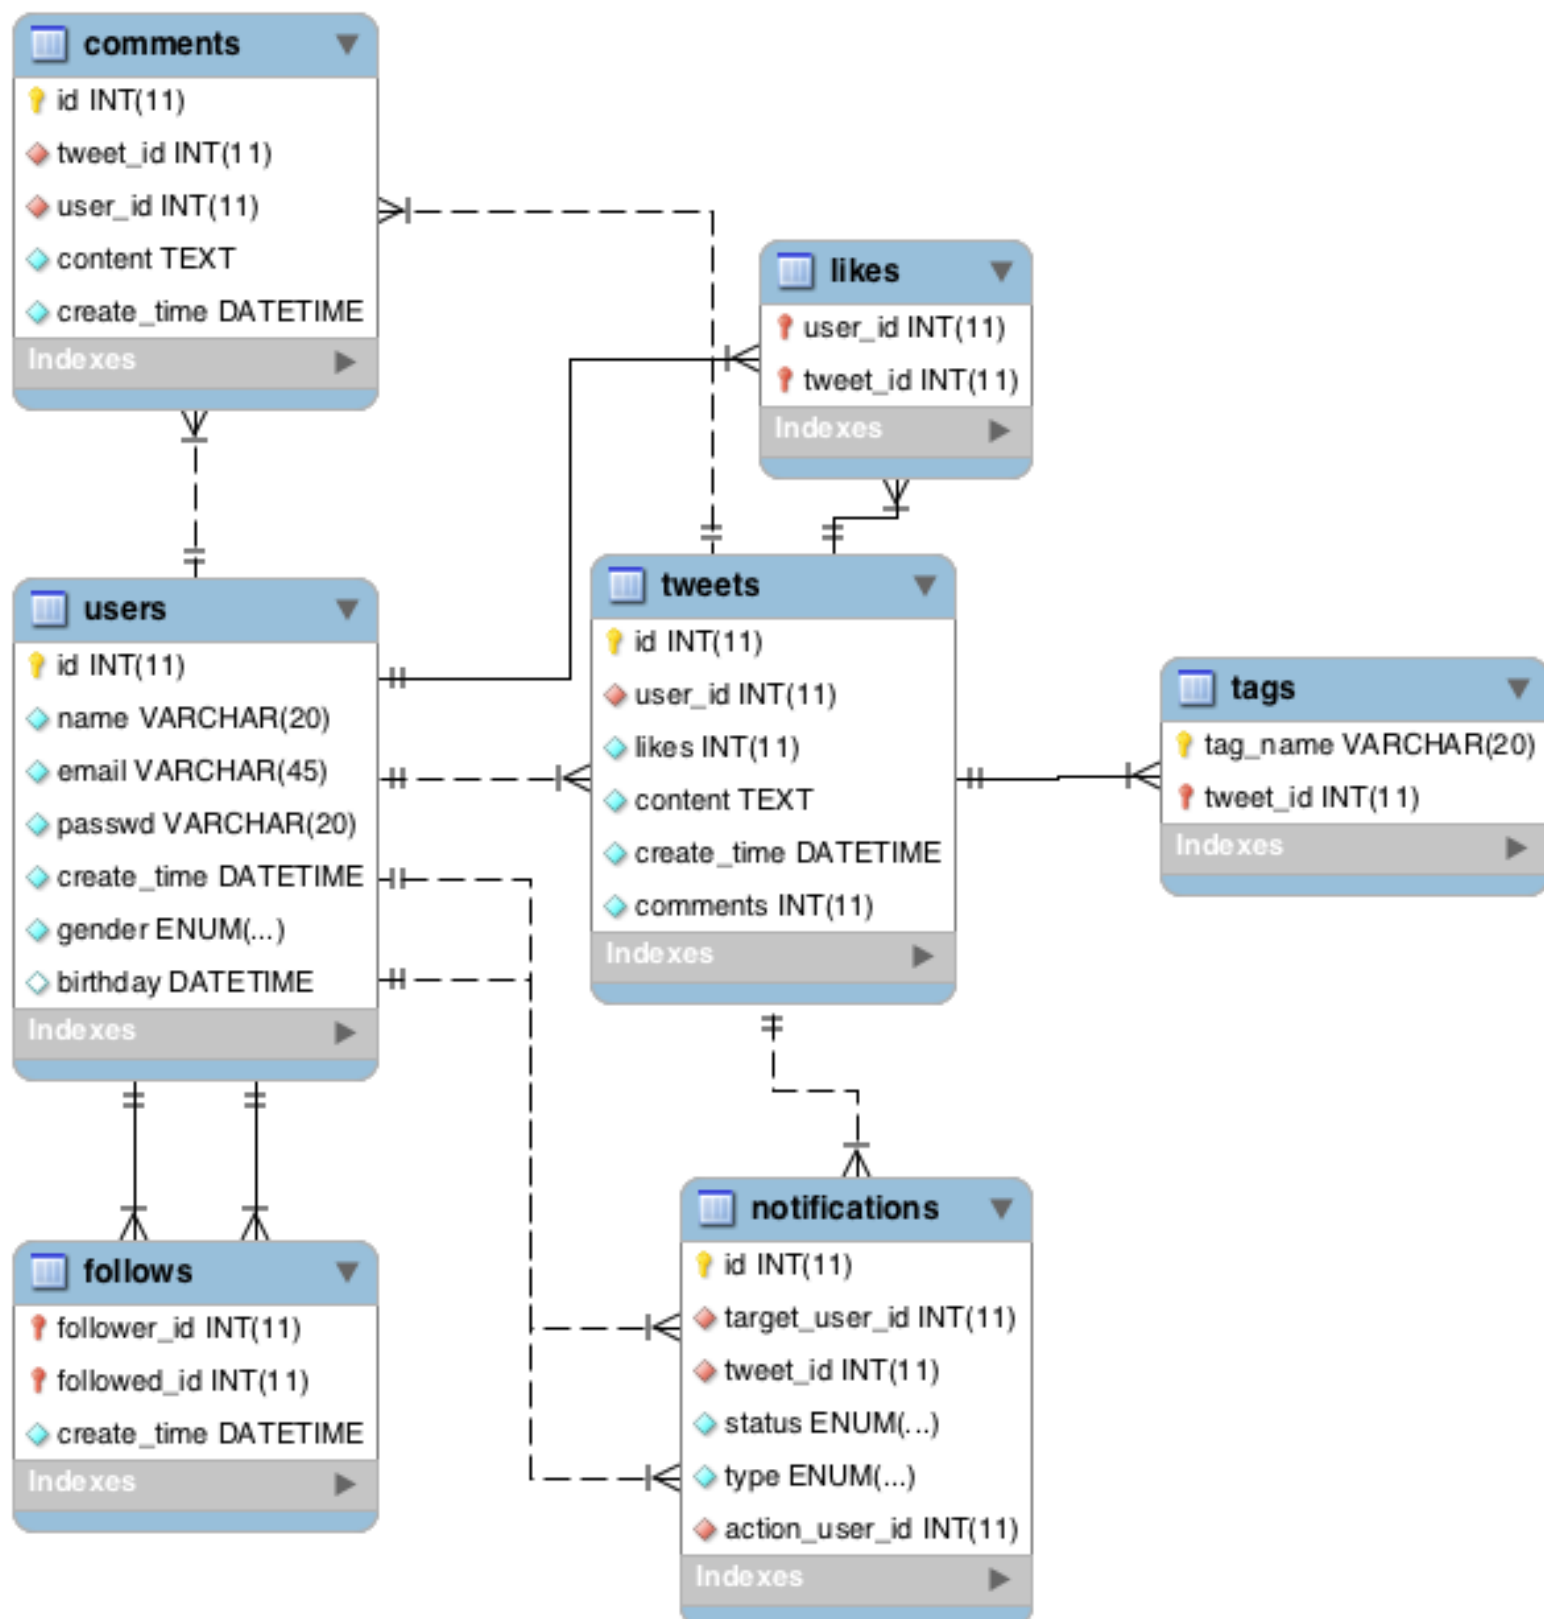 comments
id INT(11)
tweet_id INT(11)
user_id INT(11)
content TEXT
create_time DATETIME
Indexes
likes
user_id INT(11)
tweet_id INT(11)
Indexes
users
id INT(11)
name VARCHAR(20)
email VARCHAR(45)
passwd VARCHAR(20)
create_time DATETIME
gender ENUM(...)
birthday DATETIME
Indexes
tweets
id INT(11)
user_id INT(11)
likes INT(11)
content TEXT
create_time DATETIME
comments INT(11)
Indexes
tags
tag_name VARCHAR(20)
tweet_id INT(11)
Indexes
follows
follower_id INT(11)
followed_id INT(11)
create_time DATETIME
Indexes
notifications
id INT(11)
target_user_id INT(11)
tweet_id INT(11)
status ENUM(...)
type ENUM(...)
action_user_id INT(11)
Indexes